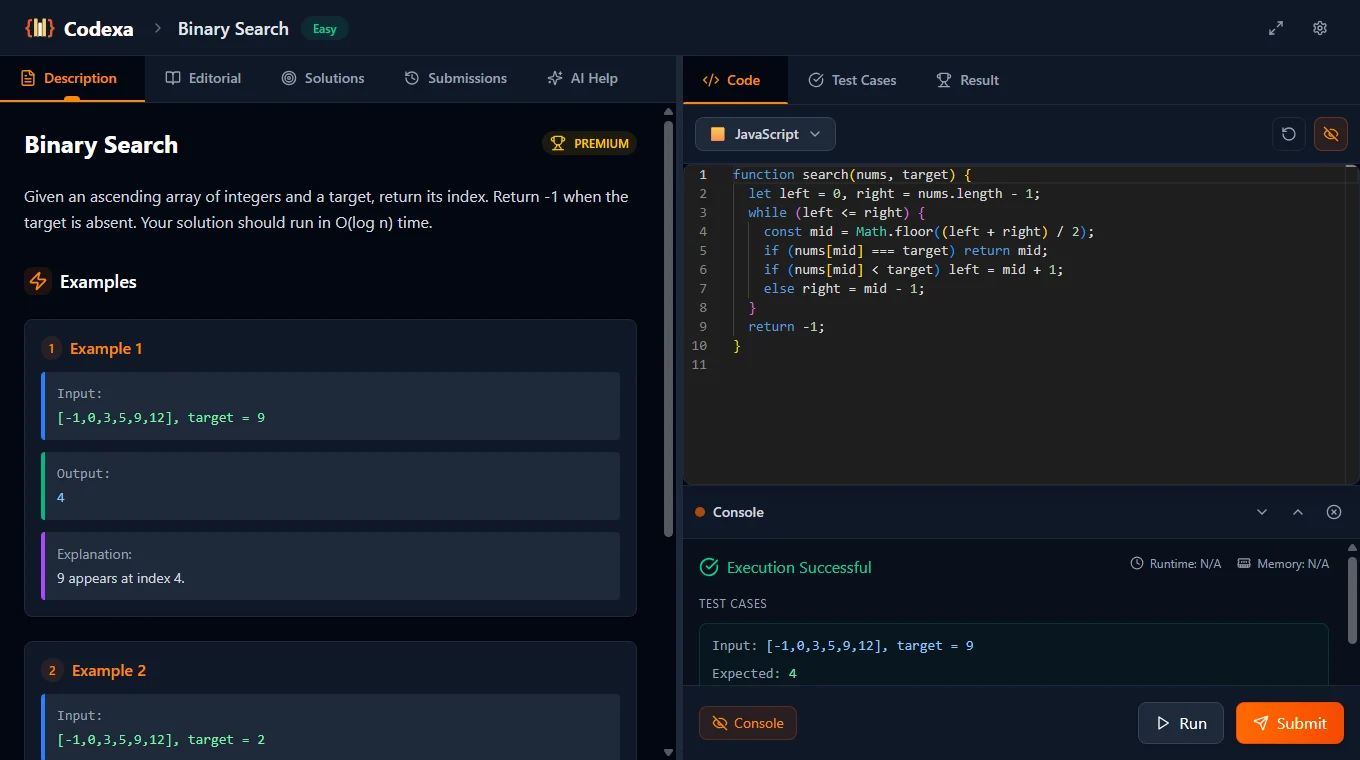 Codexa > Binary Search Easy
Description Editorial Solutions Submissions AI Help
Binary Search
PREMIUM
Given an ascending array of integers and a target, return its index. Return -1 when the
target is absent. Your solution should run in O(log n) time.
Examples
1 Example 1
Input:
[-1,0,3,5,9,12], target = 9
Output:
4
Explanation:
9 appears at index 4.
2 Example 2
Input:
[-1,0,3,5,9,12], target = 2
Code Test Cases Result
JavaScript
1 function search(nums, target) {
2 let left = 0, right = nums.length - 1;
3 while (left <= right) {
4 const mid = Math.floor((left + right) / 2);
5 if (nums[mid] === target) return mid;
6 if (nums[mid] < target) left = mid + 1;
7 else right = mid - 1;
8 }
9 return -1;
10 }
11
Console
Execution Successful
Runtime: N/A Memory: N/A
TEST CASES
Input: [-1,0,3,5,9,12], target = 9
Expected: 4
Console
Run
Submit